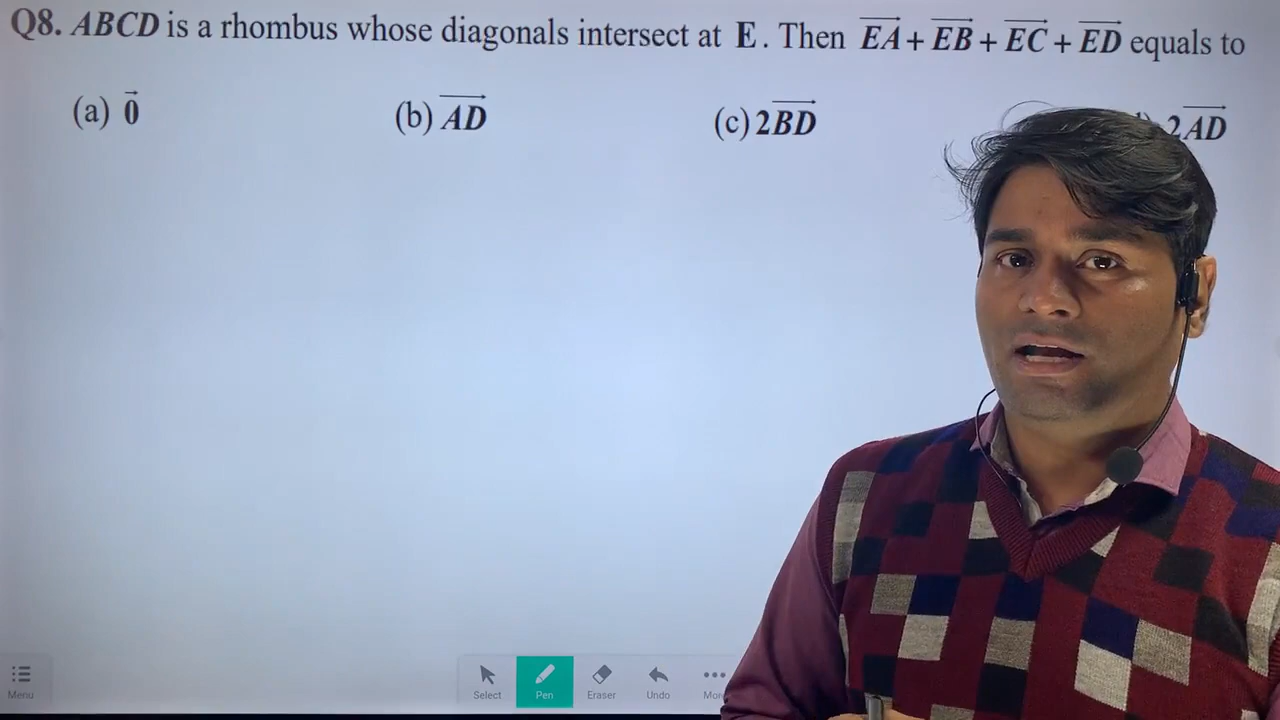 Q8. ABCD is a rhombus whose diagonals intersect at E. Then \overrightarrow{EA} + \overrightarrow{EB} + \overrightarrow{EC} + \overrightarrow{ED} equals to
(a) \vec{0} (b) \overrightarrow{AD} (c) 2\overrightarrow{BD} 2\overrightarrow{AD}
Menu Select Pen Eraser Undo